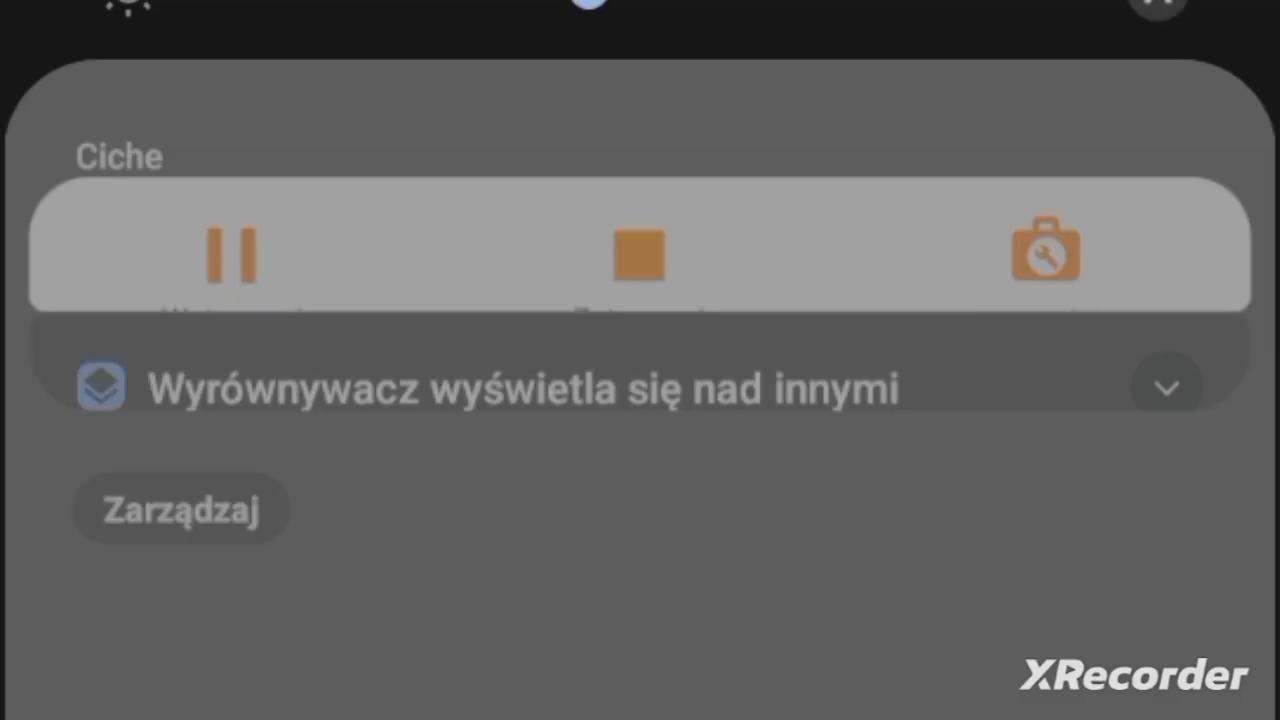 Ciche
Wyrównywacz wyświetla się nad innymi
Zarządzaj
XRecorder